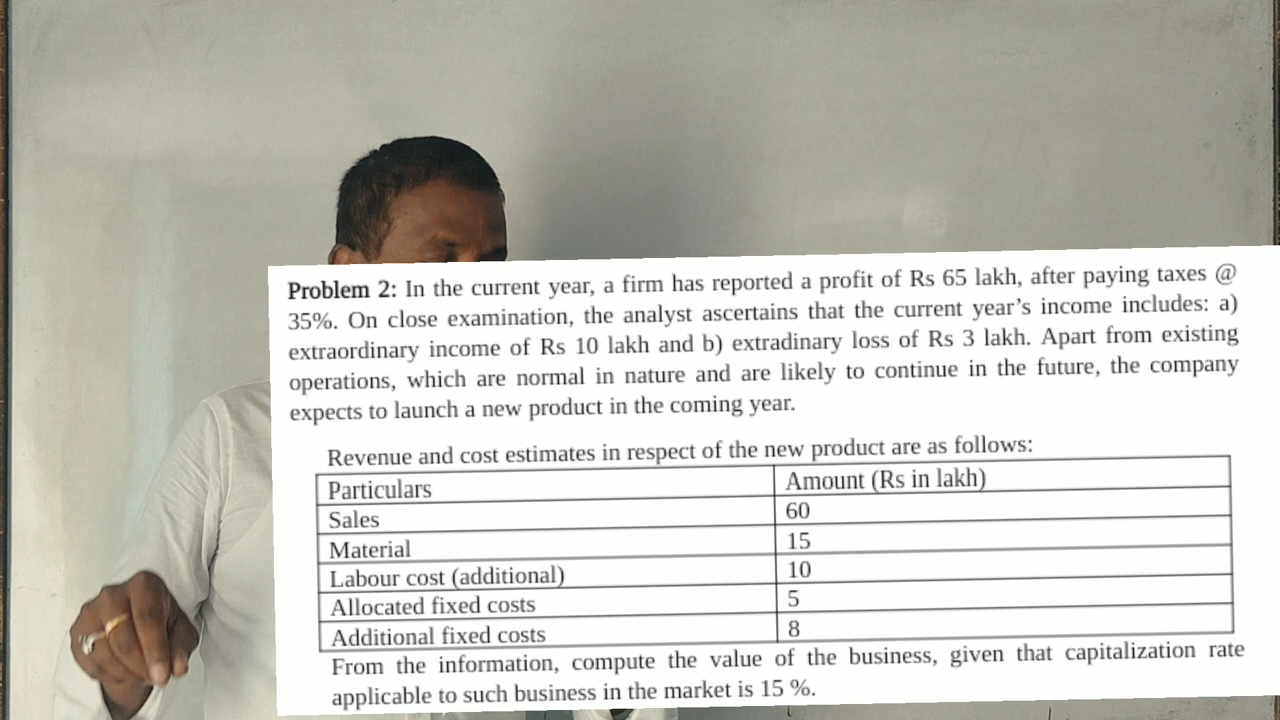 Problem 2: In the current year, a firm has reported a profit of Rs 65 lakh, after paying taxes @
35%. On close examination, the analyst ascertains that the current year’s income includes: a)
extraordinary income of Rs 10 lakh and b) extradinary loss of Rs 3 lakh. Apart from existing
operations, which are normal in nature and are likely to continue in the future, the company
expects to launch a new product in the coming year.
Revenue and cost estimates in respect of the new product are as follows:
Particulars Amount (Rs in lakh)
Sales 60
Material 15
Labour cost (additional) 10
Allocated fixed costs 5
Additional fixed costs 8
From the information, compute the value of the business, given that capitalization rate
applicable to such business in the market is 15 %.